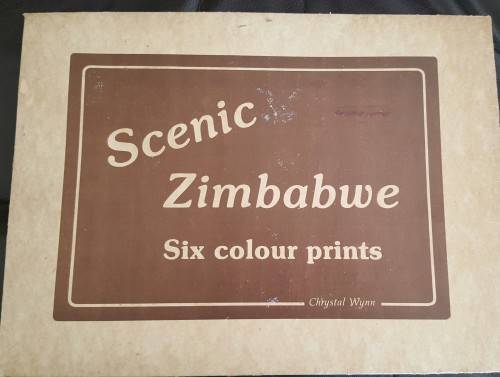 Scenic
Zimbabwe
Six colour prints
Chrystal Wynn